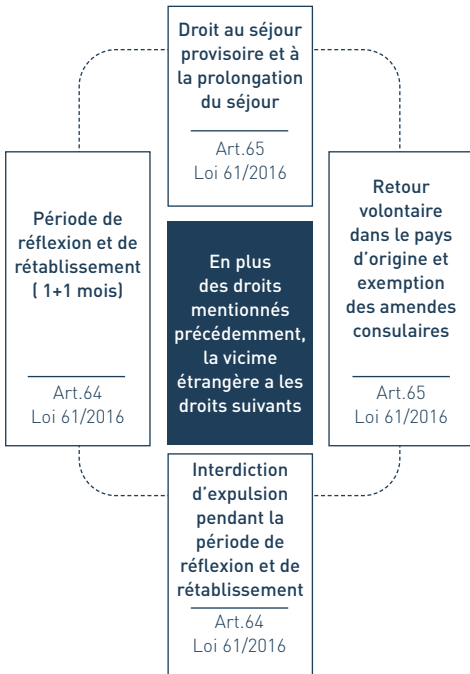 Droit au séjour
provisoire et à
la prolongation
du séjour
Art.65
Loi 61/2016
Période de
réflexion et de
rétablissement
( 1+1 mois)
Art.64
Loi 61/2016
En plus
des droits
mentionnés
précédemment,
la vicime
étrangère a les
droits suivants
Retour
volontaire
dans le pays
d’origine et
exemption
des amendes
consulaires
Art.65
Loi 61/2016
Interdiction
d’expulsion
pendant la
période de
réflexion et de
rétablissement
Art.64
Loi 61/2016